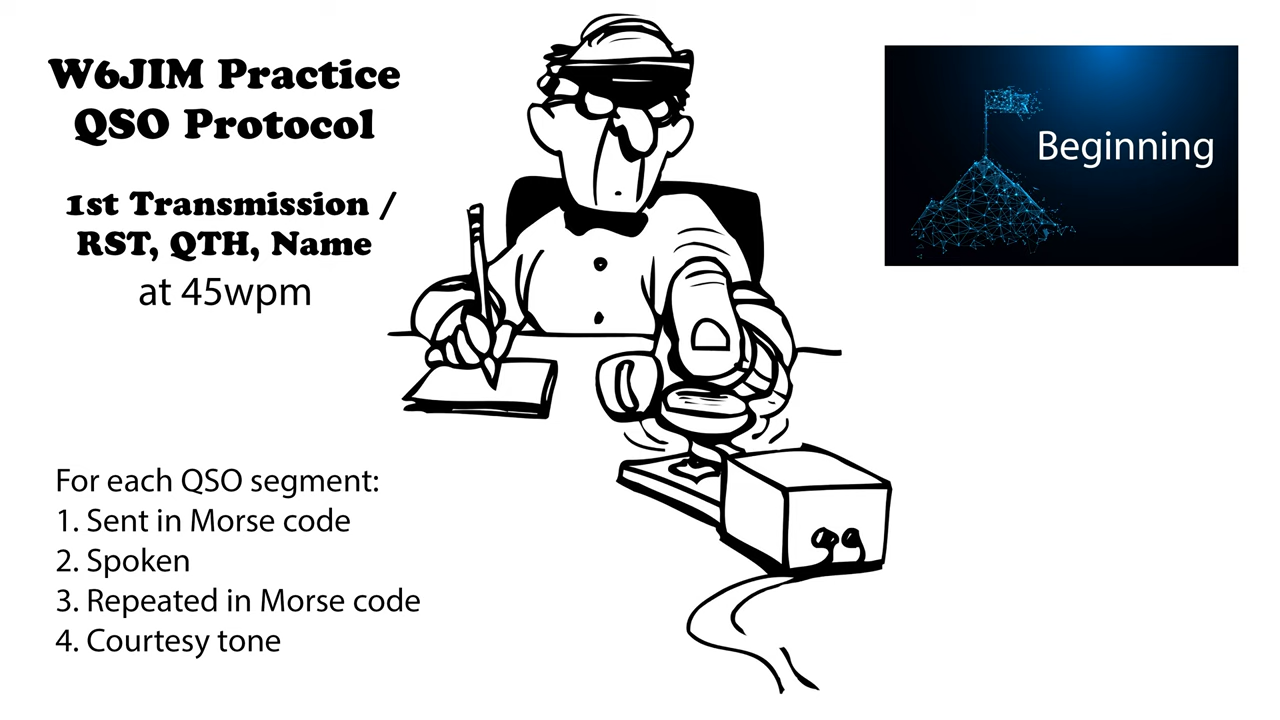 W6JIM Practice
QSO Protocol
1st Transmission /
RST, QTH, Name
at 45wpm
Beginning
For each QSO segment:
1. Sent in Morse code
2. Spoken
3. Repeated in Morse code
4. Courtesy tone